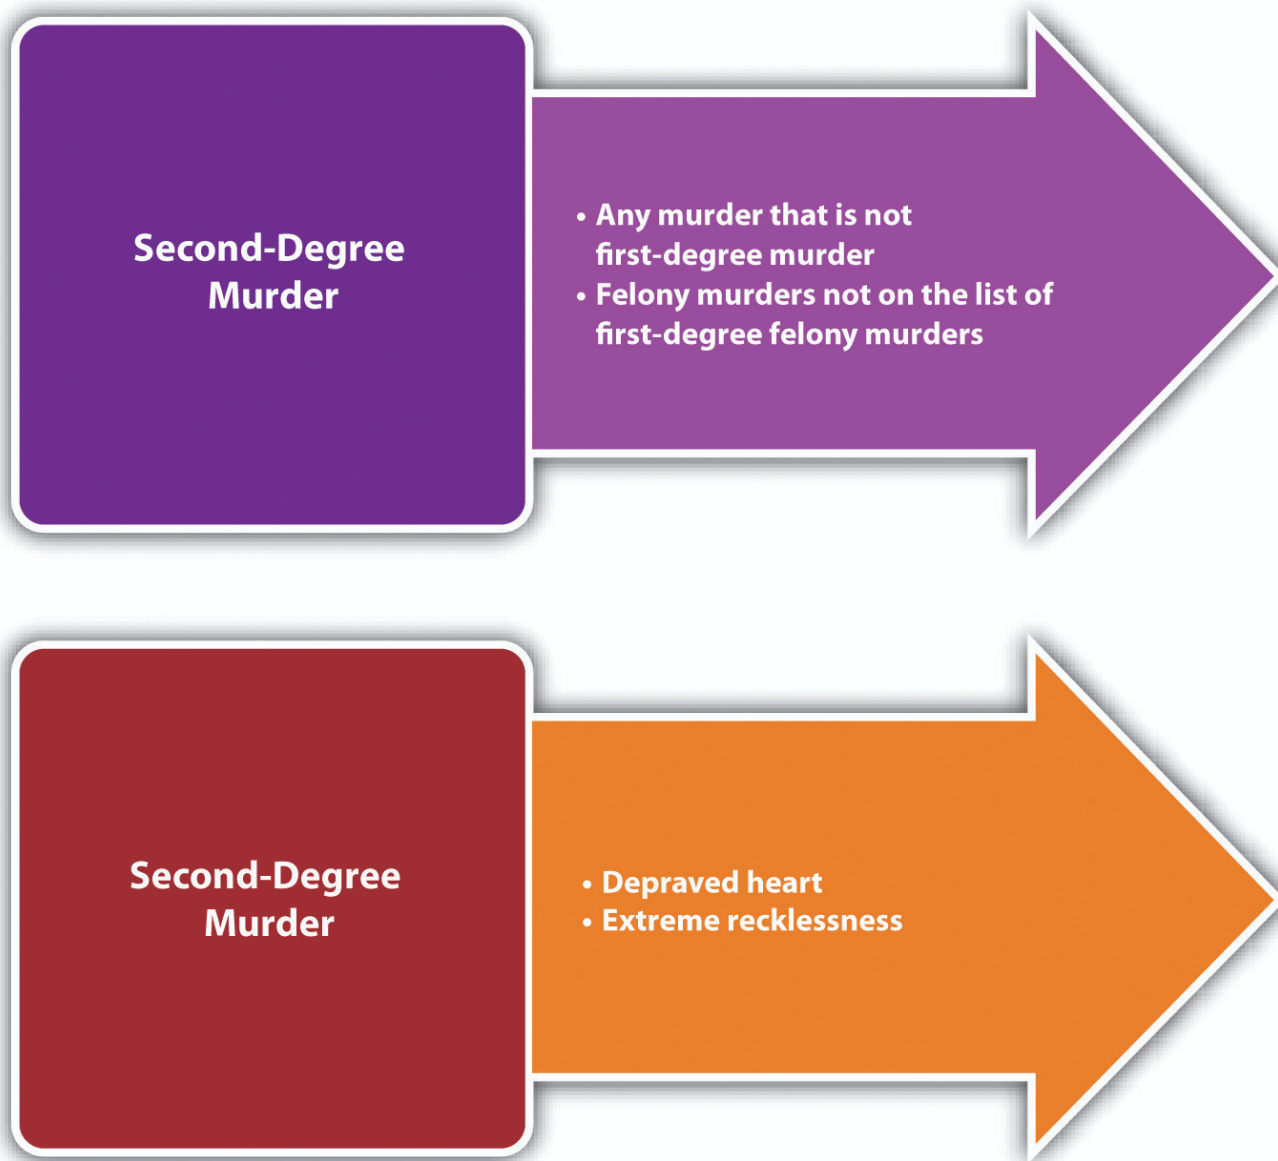 Second-Degree
Murder
• Any murder that is not
first-degree murder
• Felony murders not on the list of
first-degree felony murders
Second-Degree
Murder
• Depraved heart
• Extreme recklessness